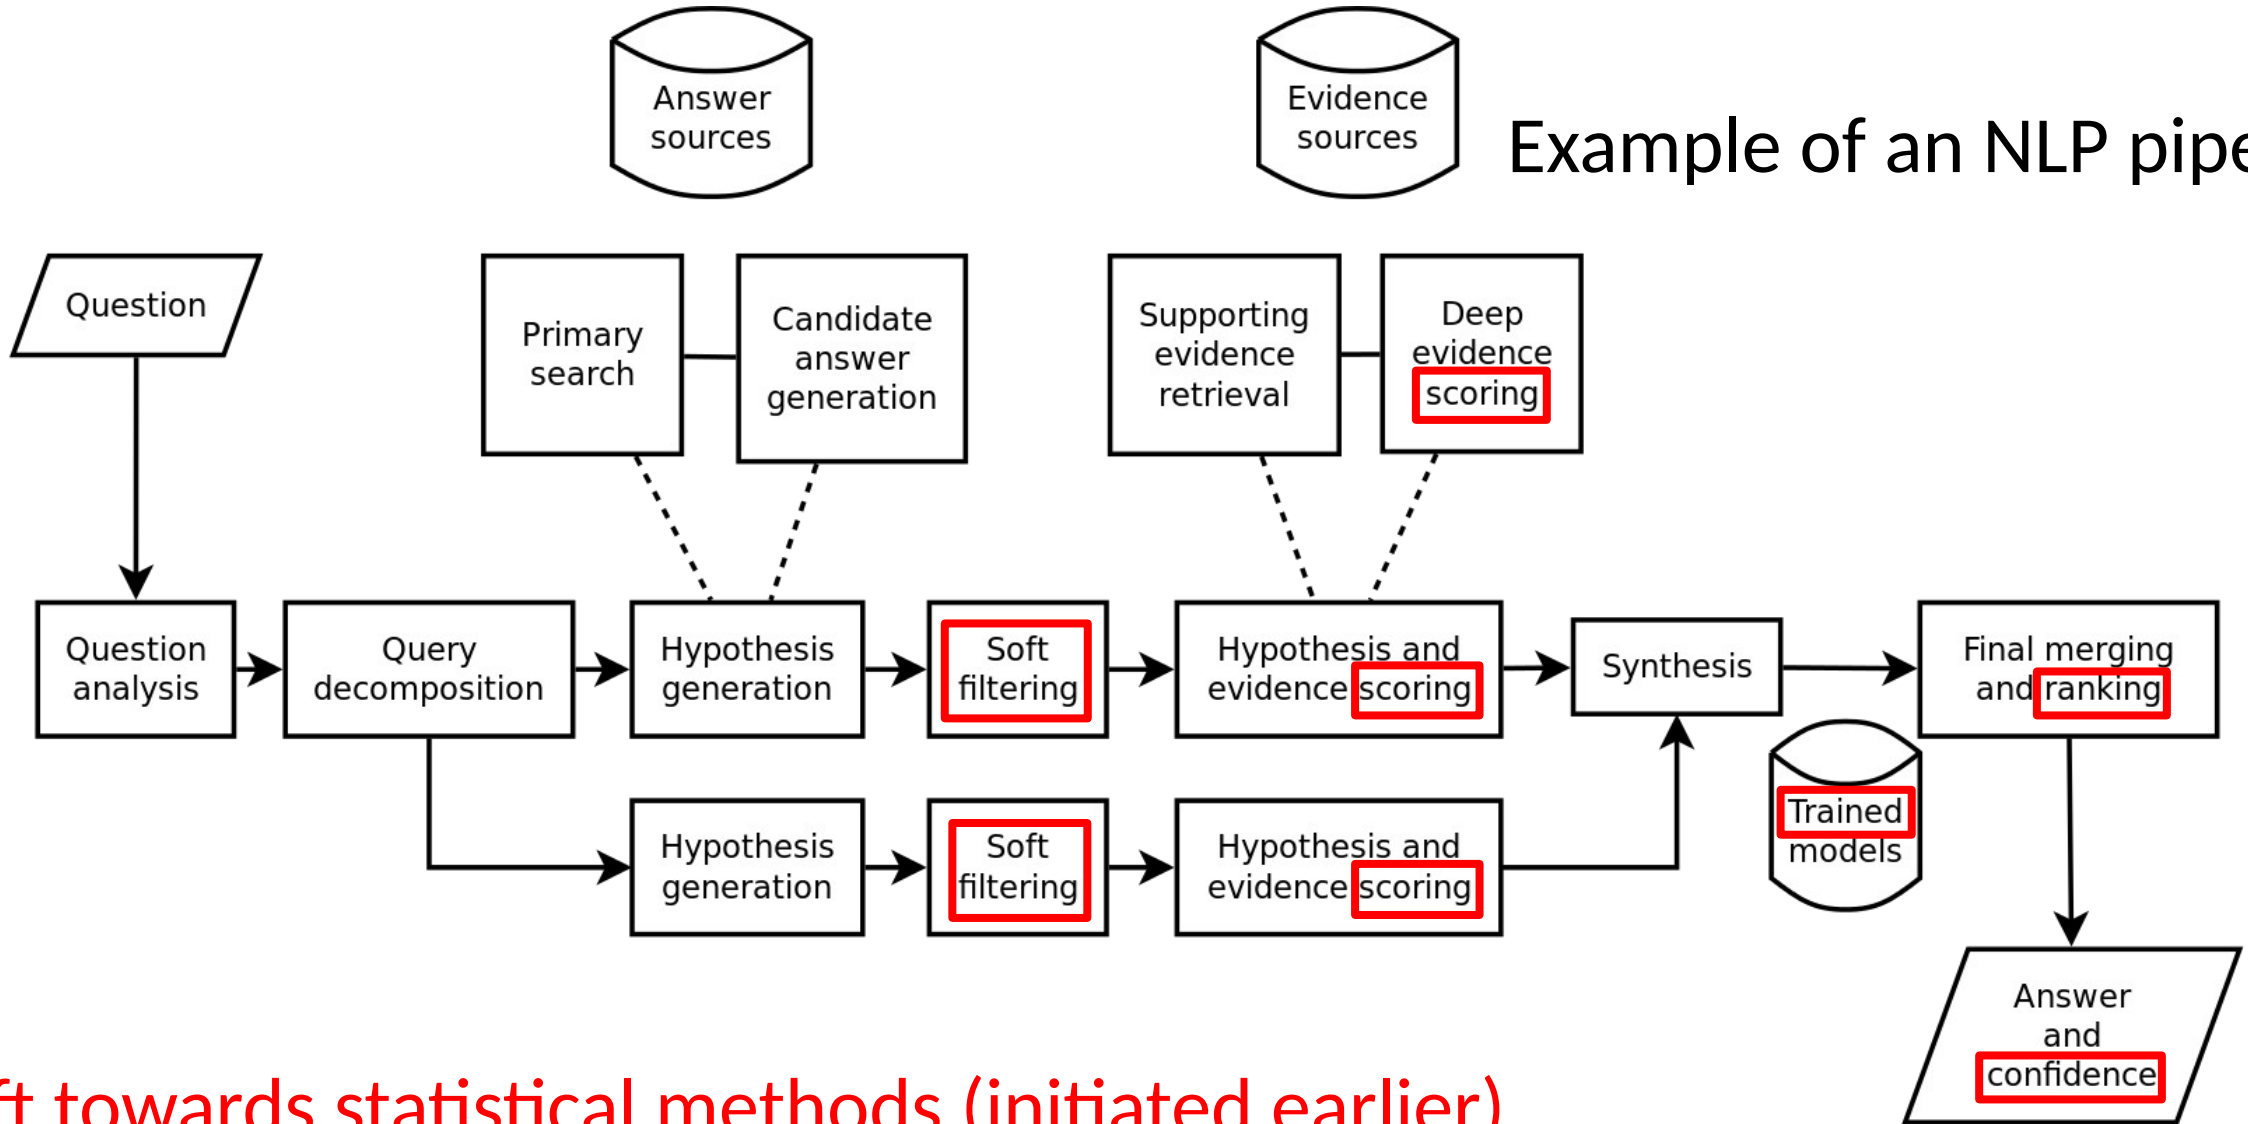 Answer
sources
Evidence
sources
Example of an NLP pipe
Question
Primary
search
Candidate
answer
generation
Supporting
evidence
retrieval
Deep
evidence
scoring
Question
analysis
Query
decomposition
Hypothesis
generation
Soft
filtering
Hypothesis and
evidence scoring
Synthesis
Final merging
and ranking
Hypothesis
generation
Soft
filtering
Hypothesis and
evidence scoring
Trained
models
Answer
and
confidence
ft towards statistical methods (initiated earlier)